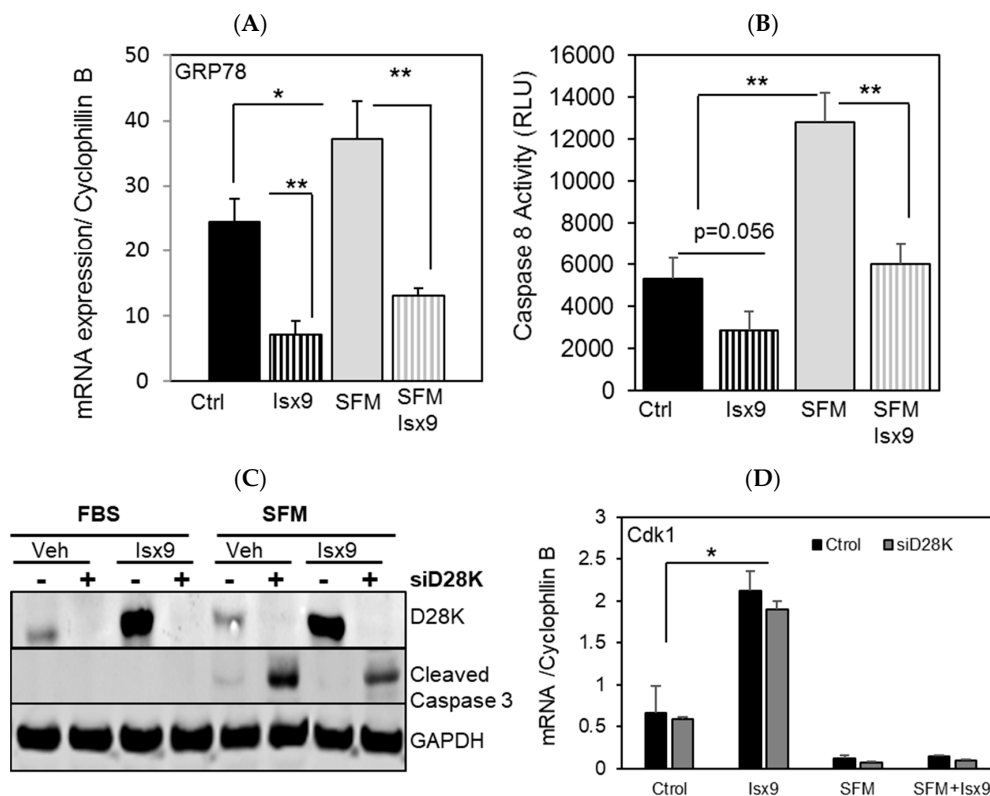 (A)
mRNA expression/ Cyclophillin B
50
40
30
20
10
0
GRP78
*
**
**
Ctrl
Isx9
SFM
SFM
Isx9
(B)
Caspase 8 Activity (RLU)
16000
14000
12000
10000
8000
6000
4000
2000
0
**
**
p=0.056
Ctrl
Isx9
SFM
SFM
Isx9
(C)
FBS SFM
Veh Isx9 Veh Isx9
- + - + - + - + siD28K
D28K
Cleaved
Caspase 3
GAPDH
(D)
mRNA /Cyclophllin B
3
2.5
2
1.5
1
0.5
0
Cdk1
Ctrol siD28K
*
Ctrol Isx9 SFM SFM+Isx9